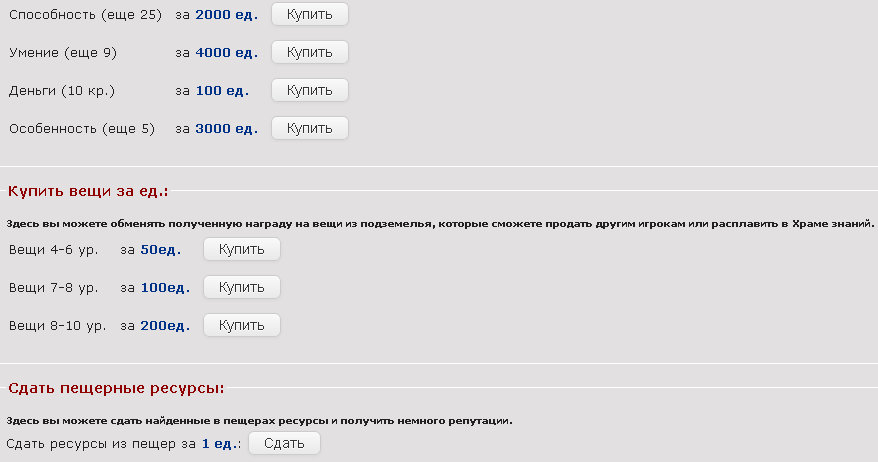 Способность (еще 25) за 2000 ед. Купить
Умение (еще 9) за 4000 ед. Купить
Деньги (10 кр.) за 100 ед. Купить
Особенность (еще 5) за 3000 ед. Купить
Купить вещи за ед.:
Здесь вы можете обменять полученную награду на вещи из подземелья, которые сможете продать другим игрокам или расплавить в Храме знаний.
Вещи 4-6 ур. за 50ед. Купить
Вещи 7-8 ур. за 100ед. Купить
Вещи 8-10 ур. за 200ед. Купить
Сдать пещерные ресурсы:
Здесь вы можете сдать найденные в пещерах ресурсы и получить немного репутации.
Сдать ресурсы из пещер за 1 ед.: Сдать